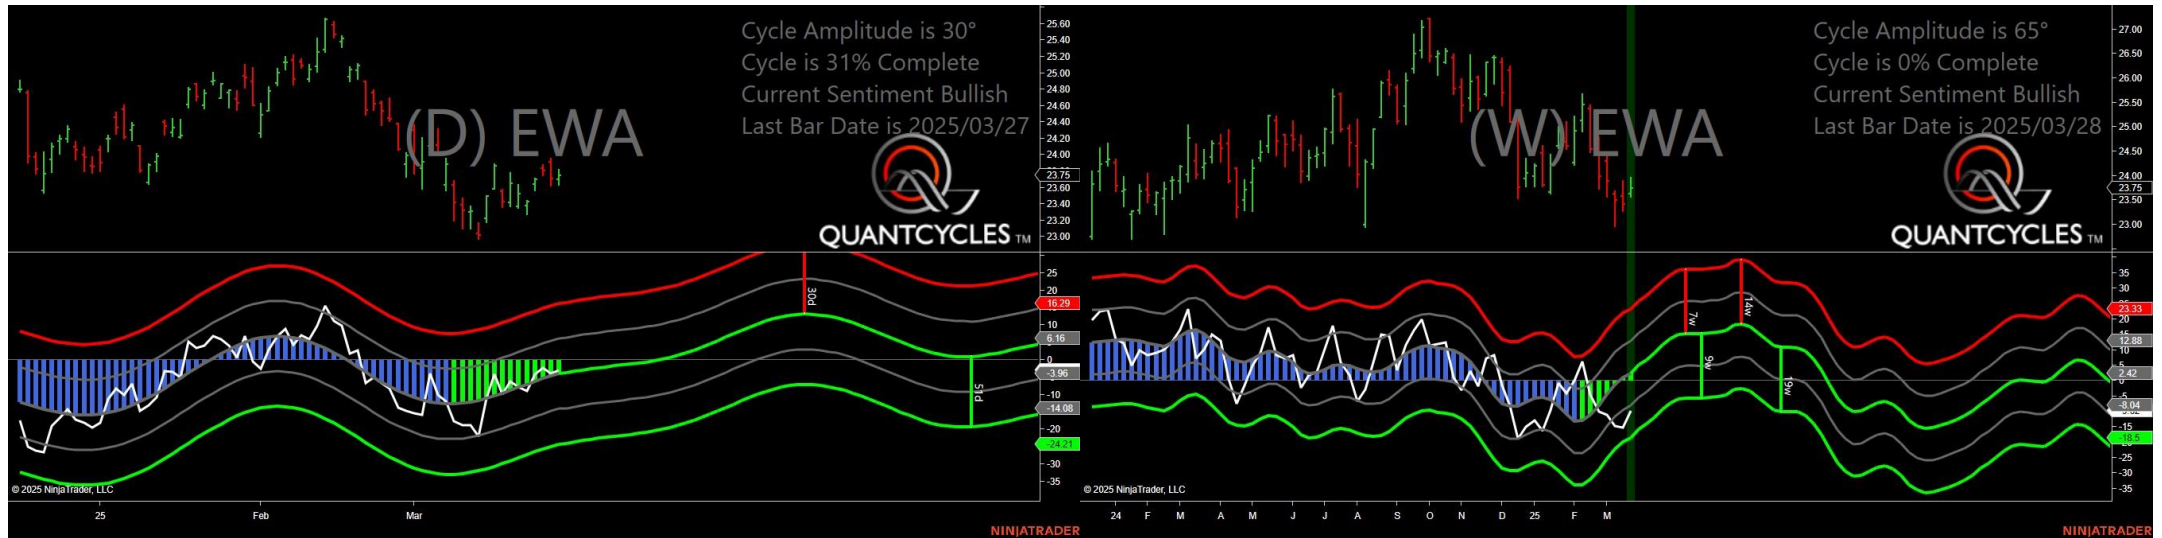 Cycle Amplitude is 30°
Cycle is 31% Complete
Current Sentiment Bullish
Last Bar Date is 2025/03/27
(D) EWA
QUANTCYCLES TM
25.60
25.40
25.20
25.00
24.80
24.60
24.40
24.20
24.00
23.75
23.60
23.40
23.20
23.00
30d
51d
25
20
16.29
10
6.16
0
-3.96
-10
-14.08
-20
-24.21
-30
-35
© 2025 NinjaTrader, LLC
25 Feb Mar
NINJATRADER
Cycle Amplitude is 65°
Cycle is 0% Complete
Current Sentiment Bullish
Last Bar Date is 2025/03/28
(W) EWA
QUANTCYCLES TM
27.00
26.50
26.00
25.50
25.00
24.50
24.00
23.75
23.50
23.00
7w
14w
9w
19w
35
30
23.33
20
12.88
10
2.42
-5
-8.04
-15
-18.5
-25
-30
-35
© 2025 NinjaTrader, LLC
24 F M A M J J A S O N D 25 F M
NINJATRADER